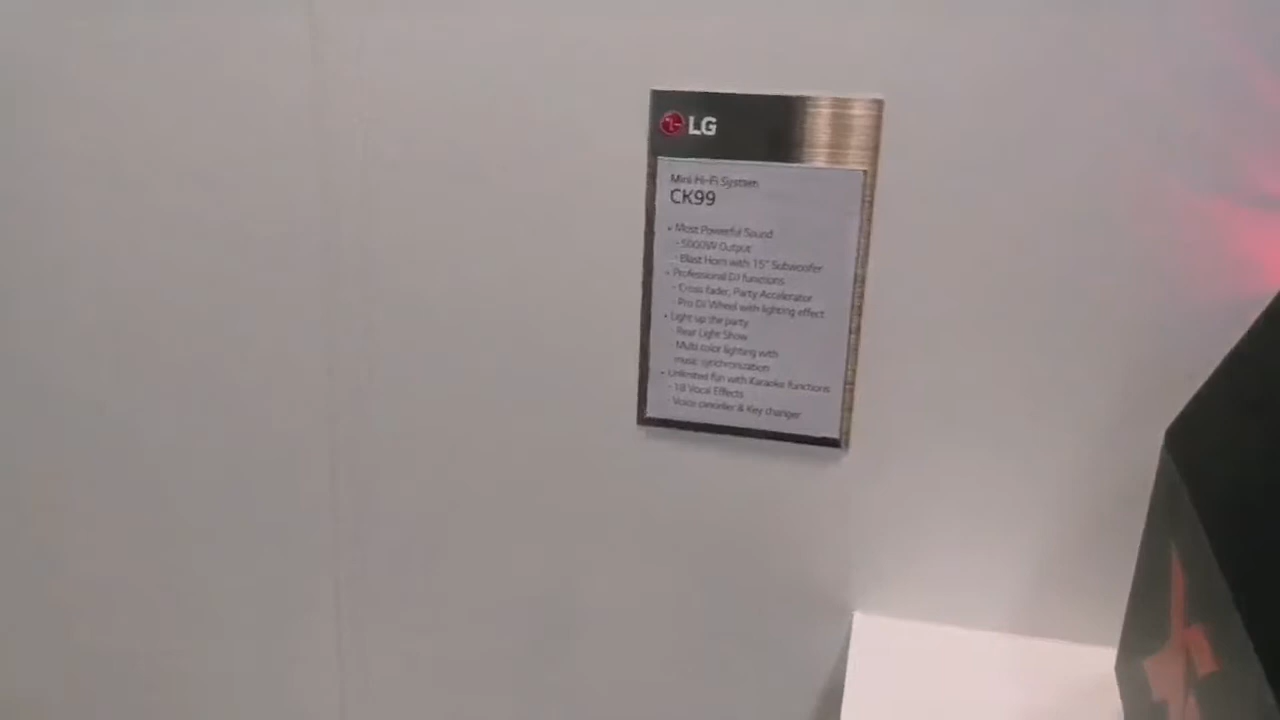 LG
Mini Hi-Fi System
CK99
• Most Powerful Sound
- 5000W Output
- Blast Horn with 15" Subwoofer
• Professional DJ functions
- Cross fader, Party Accelerator
- Pro DJ Wheel with lighting effect
• Light up the party
- Rear Light Show
- Multi color lighting with
music synchronization
• Unlimited fun with Karaoke functions
- 18 Vocal Effects
- Voice canceller & Key changer